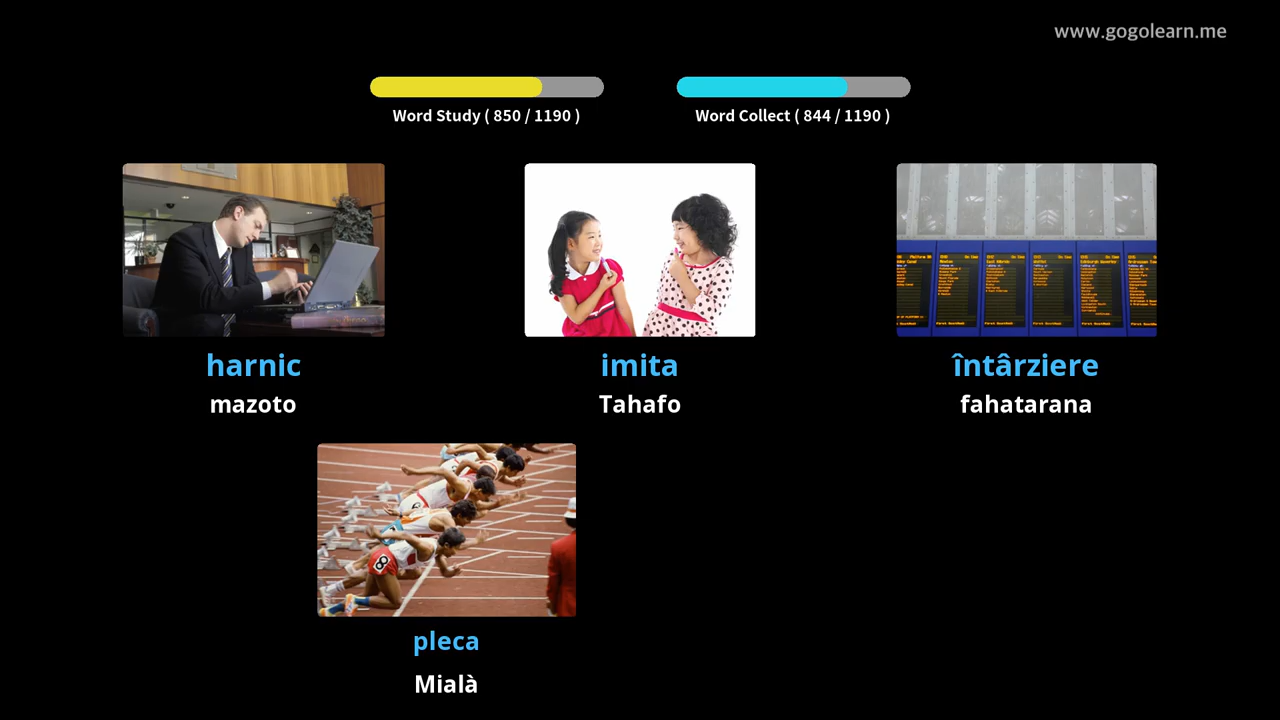 www.gogolearn.me
Word Study ( 850 / 1190 )
Word Collect ( 844 / 1190 )
harnic
imita
întârziere
mazoto
Tahafo
fahatarana
pleca
Mialà